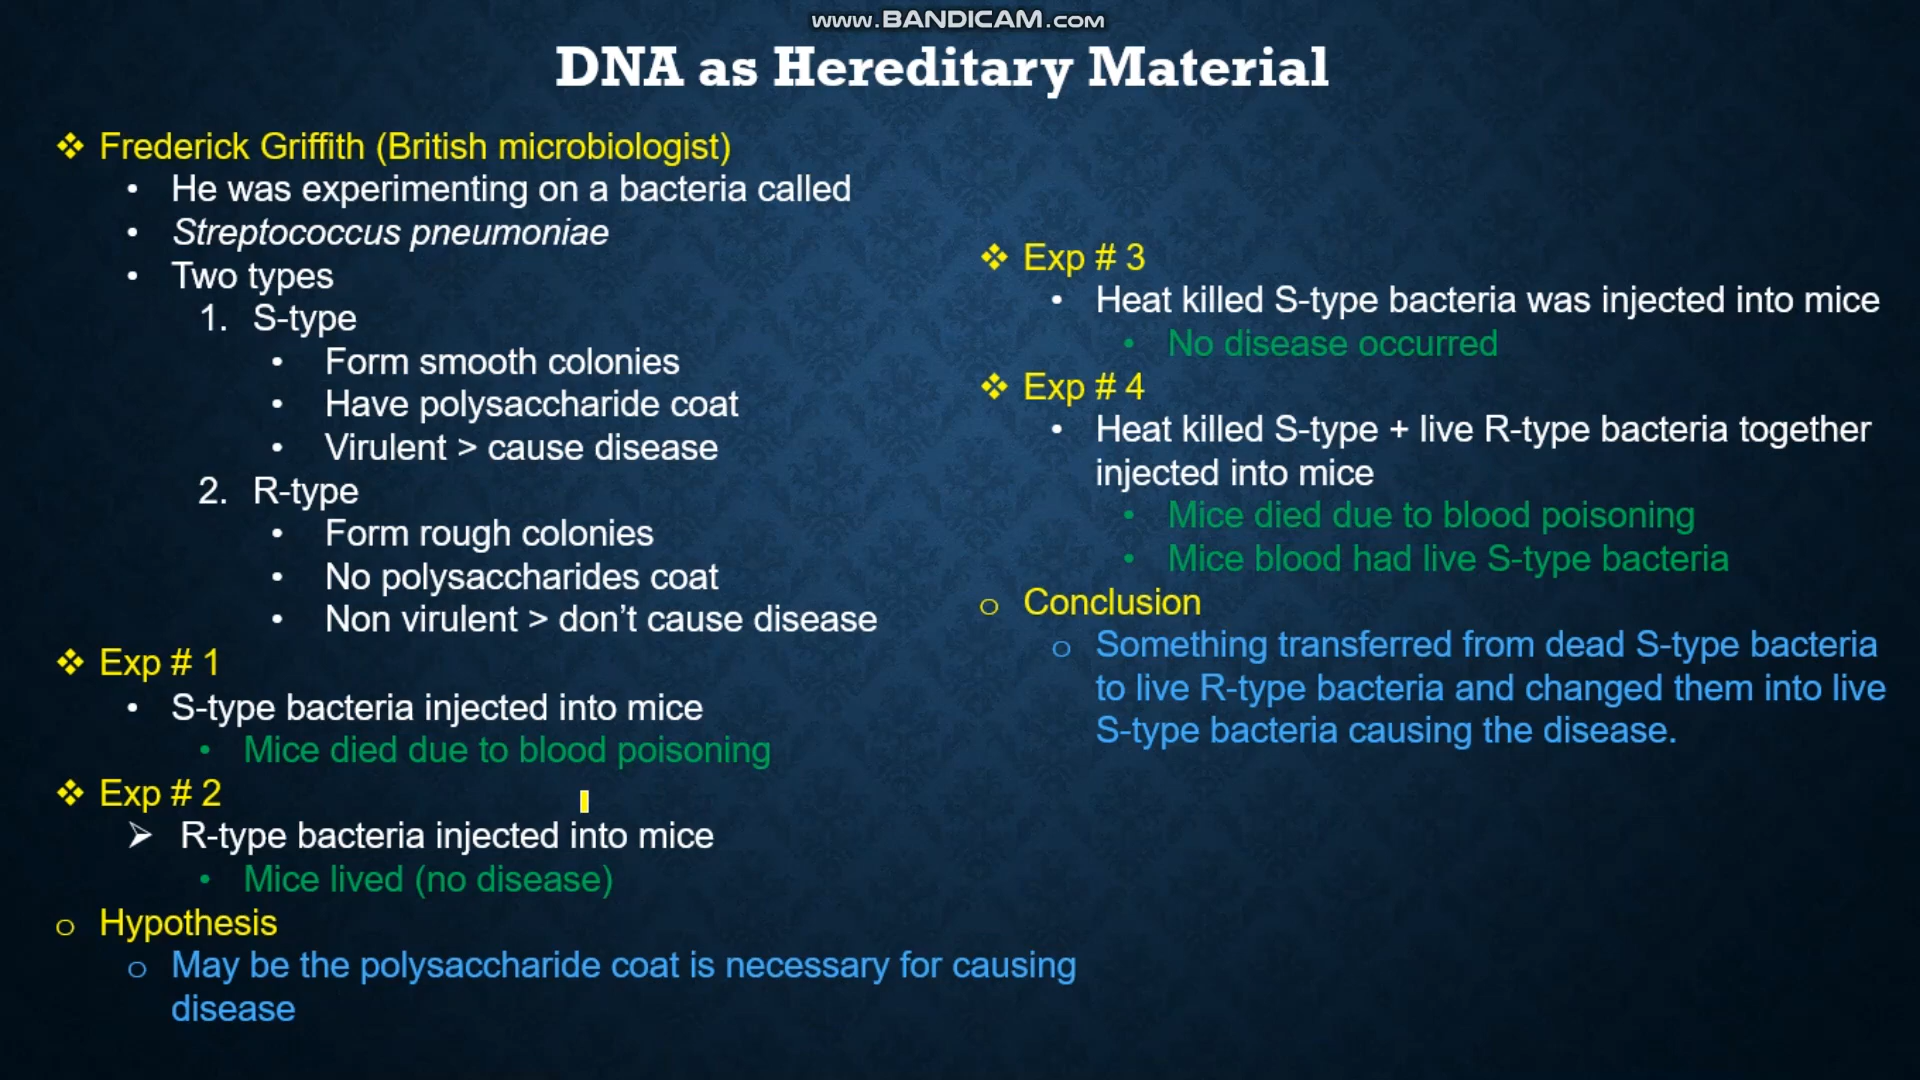 www.BANDICAM.com
DNA as Hereditary Material
❖ Frederick Griffith (British microbiologist)
• He was experimenting on a bacteria called
• Streptococcus pneumoniae
• Two types
1. S-type
• Form smooth colonies
• Have polysaccharide coat
• Virulent > cause disease
2. R-type
• Form rough colonies
• No polysaccharides coat
• Non virulent > don't cause disease
❖ Exp # 1
• S-type bacteria injected into mice
• Mice died due to blood poisoning
❖ Exp # 2
➢ R-type bacteria injected into mice
• Mice lived (no disease)
o Hypothesis
o May be the polysaccharide coat is necessary for causing
disease
❖ Exp # 3
• Heat killed S-type bacteria was injected into mice
• No disease occurred
❖ Exp # 4
• Heat killed S-type + live R-type bacteria together
injected into mice
• Mice died due to blood poisoning
• Mice blood had live S-type bacteria
o Conclusion
o Something transferred from dead S-type bacteria
to live R-type bacteria and changed them into live
S-type bacteria causing the disease.